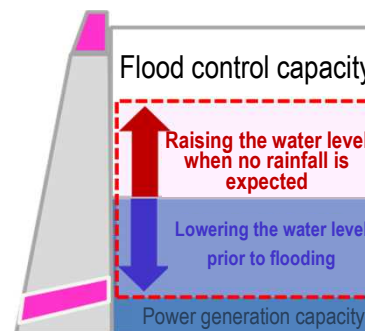 Flood control capacity
Raising the water level
when no rainfall is
expected
Lowering the water level
prior to flooding
Power generation capacity